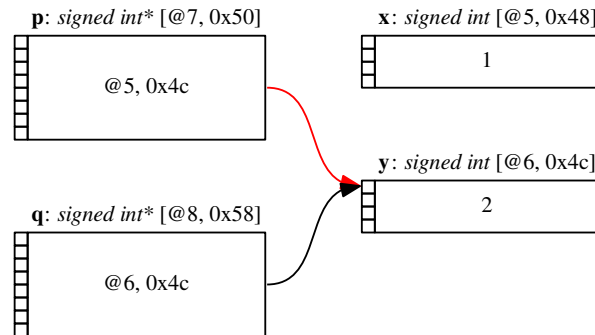 p: signed int* [@7, 0x50]
x: signed int [@5, 0x48]
@5, 0x4c
1
y: signed int [@6, 0x4c]
2
q: signed int* [@8, 0x58]
@6, 0x4c